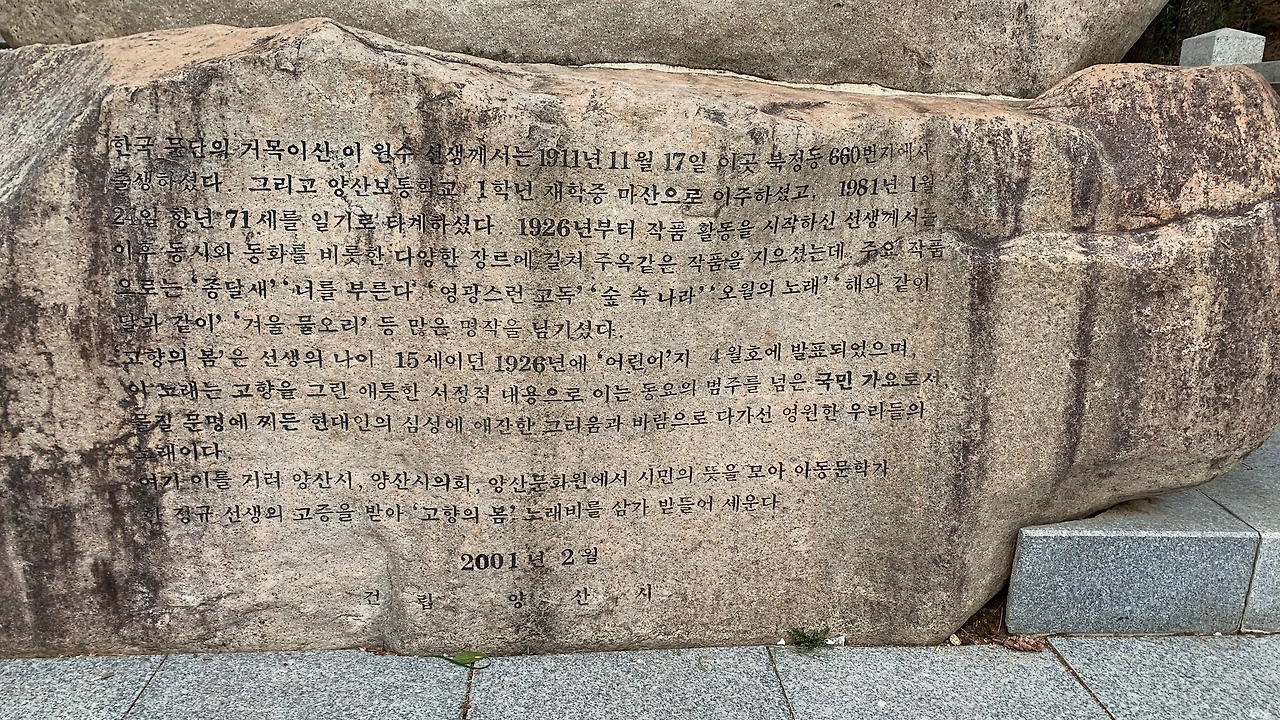 한국 문단의 거목이신 이 원수 선생께서는 1911년 11월 17일 이곳 북정동 660번지에서
출생하셨다. 그리고 양산보통학교 1학년 재학중 마산으로 이주하셨고, 1981년 1월
24일 향년 71세를 일기로 타계하셨다. 1926년부터 작품 활동을 시작하신 선생께서는
이후 동시와 동화를 비롯한 다양한 장르에 걸쳐 주옥같은 작품을 지으셨는데, 주요 작품
으로는 '종달새' '너를 부른다' '영광스런 고독' '숲 속 나라' '오월의 노래' '해와 같이
달과 같이' '겨울 물오리' 등 많은 명작을 남기셨다.
'고향의 봄'은 선생의 나이 15세이던 1926년에 '어린이'지 4월호에 발표되었으며,
이 노래는 고향을 그린 애틋한 서정적 내용으로 이는 동요의 범주를 넘은 국민 가요로서
물질 문명에 찌든 현대인의 심성에 애잔한 그리움과 바람으로 다가선 영원한 우리들의
노래이다.
여기 이를 기려 양산시, 양산시의회, 양산문화원에서 시민의 뜻을 모아 아동문학가
한 정규 선생의 고증을 받아 '고향의 봄' 노래비를 삼가 받들어 세운다.
2001년 2월
건 립 양 산 시